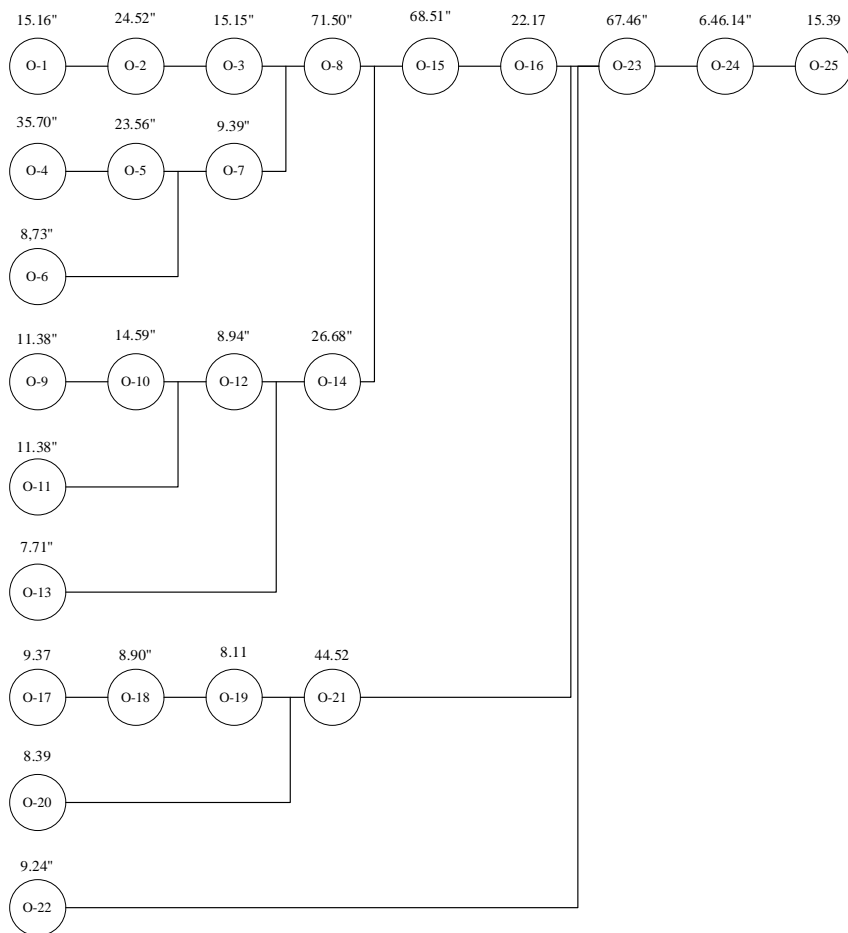 15.16" 24.52" 15.15" 71.50" 68.51" 22.17 67.46" 6.46.14" 15.39
O-1 O-2 O-3 O-8 O-15 O-16 O-23 O-24 O-25
35.70" 23.56" 9.39"
O-4 O-5 O-7
8,73"
O-6
11.38" 14.59" 8.94" 26.68"
O-9 O-10 O-12 O-14
11.38"
O-11
7.71"
O-13
9.37 8.90" 8.11 44.52
O-17 O-18 O-19 O-21
8.39
O-20
9.24"
O-22